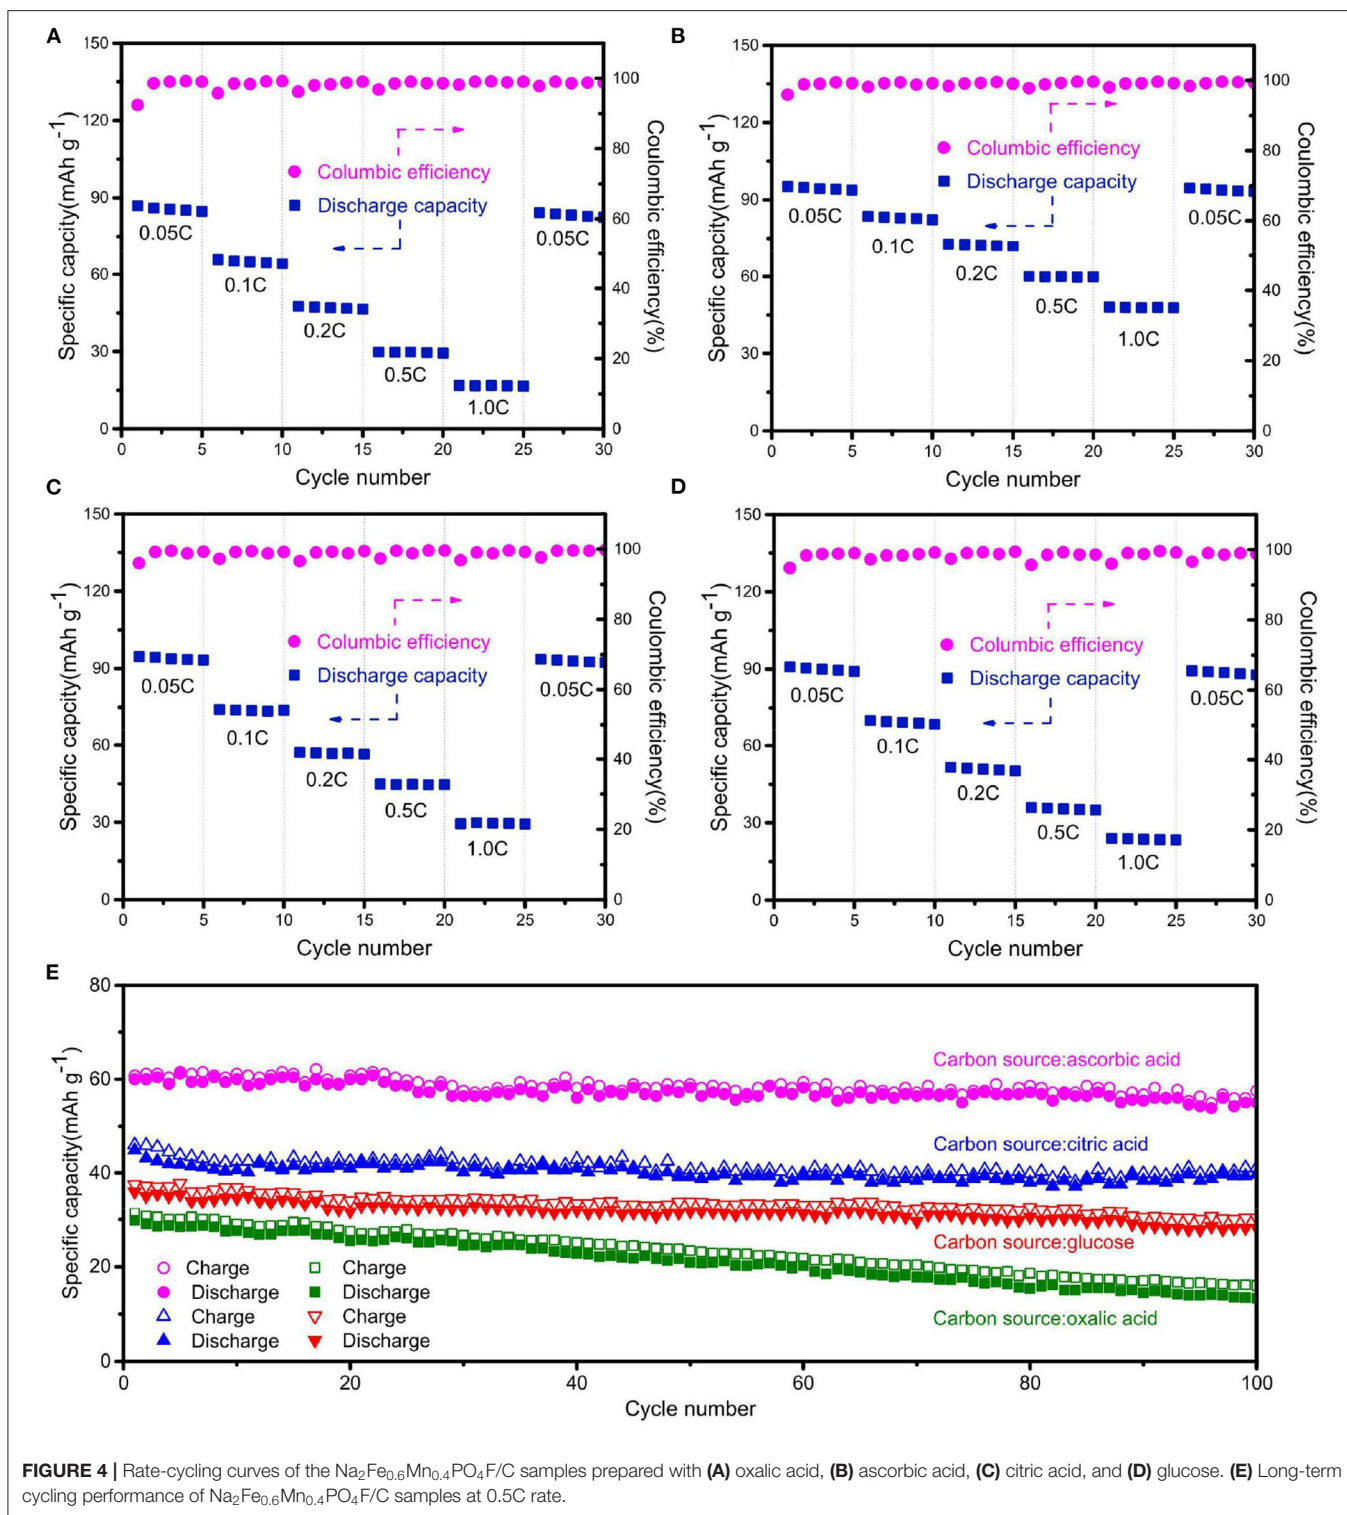 A
150
120
90
60
30
0
Specific capcity(mAh g⁻¹)
0 5 10 15 20 25 30
Cycle number
100
80
60
40
20
0
Coulombic efficiency(%)
Columbic efficiency
Discharge capacity
0.05C
0.1C
0.2C
0.5C
1.0C
0.05C
B
150
120
90
60
30
0
Specific capcity(mAh g⁻¹)
0 5 10 15 20 25 30
Cycle number
100
80
60
40
20
0
Coulombic efficiency(%)
Columbic efficiency
Discharge capacity
0.05C
0.1C
0.2C
0.5C
1.0C
0.05C
C
150
120
90
60
30
0
Specific capcity(mAh g⁻¹)
0 5 10 15 20 25 30
Cycle number
100
80
60
40
20
0
Coulombic efficiency(%)
Columbic efficiency
Discharge capacity
0.05C
0.1C
0.2C
0.5C
1.0C
0.05C
D
150
120
90
60
30
0
Specific capcity(mAh g⁻¹)
0 5 10 15 20 25 30
Cycle number
100
80
60
40
20
0
Coulombic efficiency(%)
Columbic efficiency
Discharge capacity
0.05C
0.1C
0.2C
0.5C
1.0C
0.05C
E
80
60
40
20
0
Specific capacity(mAh g⁻¹)
Carbon source:ascorbic acid
Carbon source:citric acid
Carbon source:glucose
Carbon source:oxalic acid
Charge Charge
Discharge Discharge
Charge Charge
Discharge Discharge
0 20 40 60 80 100
Cycle number
FIGURE 4 | Rate-cycling curves of the Na₂Fe₀.₆Mn₀.₄PO₄F/C samples prepared with (A) oxalic acid, (B) ascorbic acid, (C) citric acid, and (D) glucose. (E) Long-term
cycling performance of Na₂Fe₀.₆Mn₀.₄PO₄F/C samples at 0.5C rate.